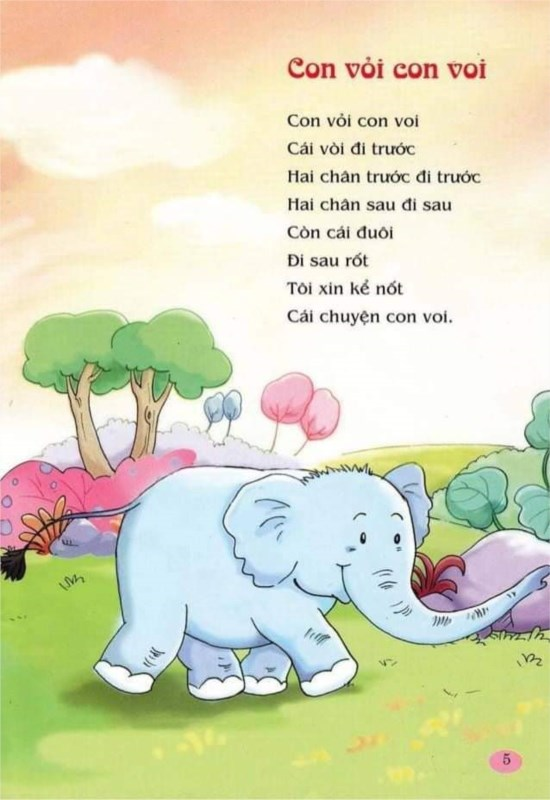 Con vỏi con voi
Con vỏi con voi
Cái vòi đi trước
Hai chân trước đi trước
Hai chân sau đi sau
Còn cái đuôi
Đi sau rốt
Tôi xin kể nốt
Cái chuyện con voi.
5